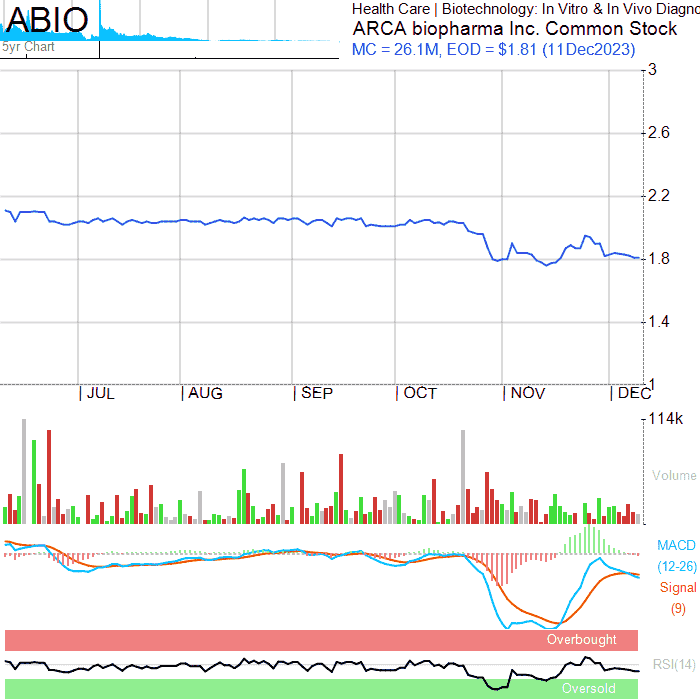 ABIO
5yr Chart
Health Care | Biotechnology: In Vitro & In Vivo Diagno
ARCA biopharma Inc. Common Stock
MC = 26.1M, EOD = $1.81 (11Dec2023)
3
2.6
2.2
1.8
1.4
1
| JUL | AUG | SEP | OCT | NOV | DEC
114k
Volume
MACD
(12-26)
Signal
(9)
Overbought
RSI(14)
Oversold